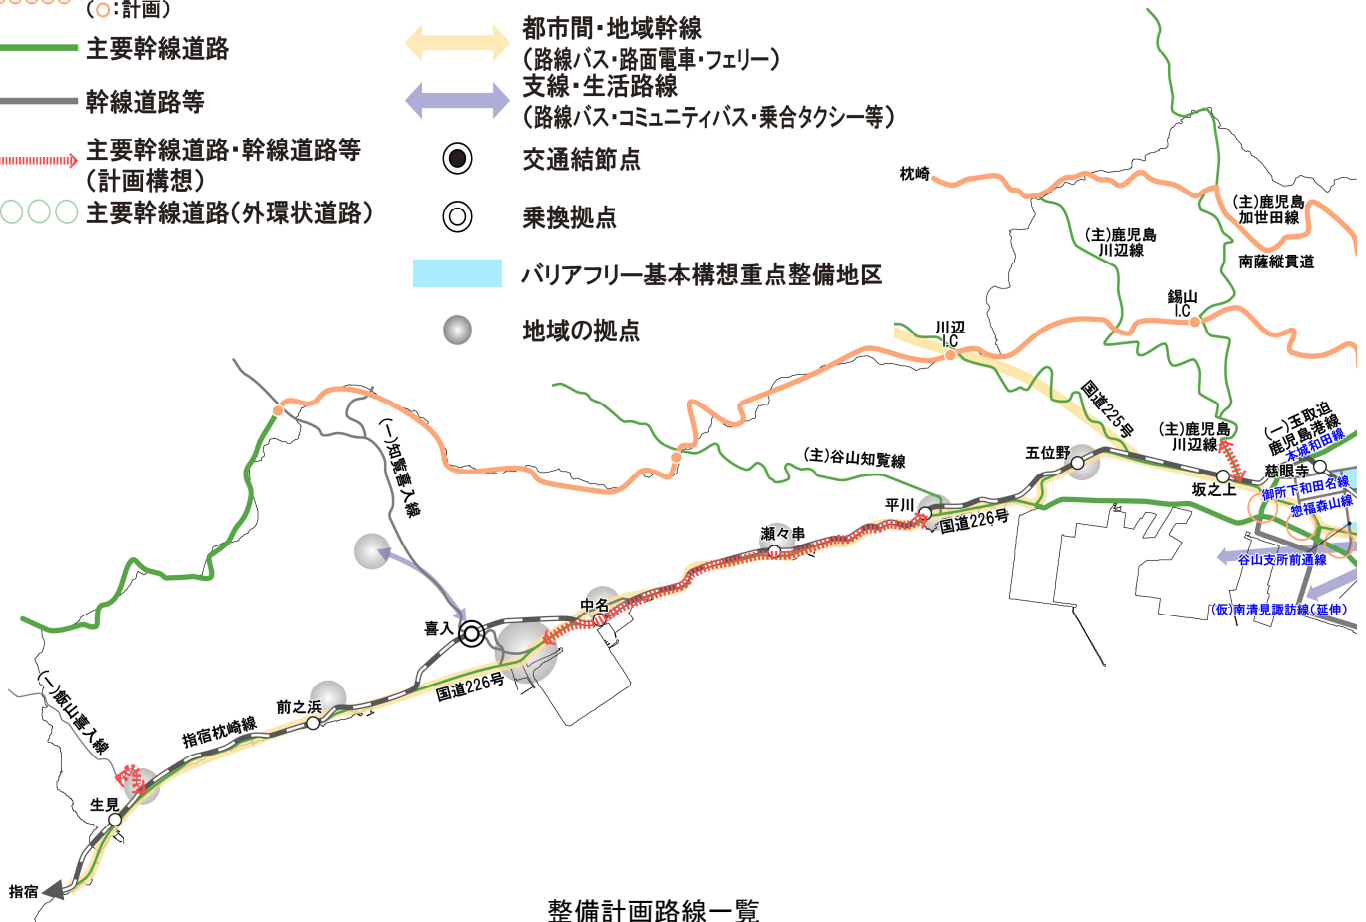 (○:計画)
主要幹線道路
幹線道路等
主要幹線道路・幹線道路等
(計画構想)
主要幹線道路(外環状道路)
都市間・地域幹線
(路線バス・路面電車・フェリー)
支線・生活路線
(路線バス・コミュニティバス・乗合タクシー等)
交通結節点
乗換拠点
バリアフリー基本構想重点整備地区
地域の拠点
枕崎
(主)鹿児島
加世田線
(主)鹿児島
川辺線
南薩縦貫道
錫山
I.C
川辺
I.C
国道225号
(主)鹿児島
川辺線
(一)玉取迫
鹿児島港線
本城和田線
慈眼寺
五位野
坂之上
御所下和田名線
惣福森山線
(主)谷山知覧線
(一)知覧喜入線
平川
国道226号
瀬々串
谷山支所前通線
(仮)南清見諏訪線(延伸)
中名
喜入
国道226号
(一)飯山喜入線
前之浜
指宿枕崎線
生見
指宿
整備計画路線一覧